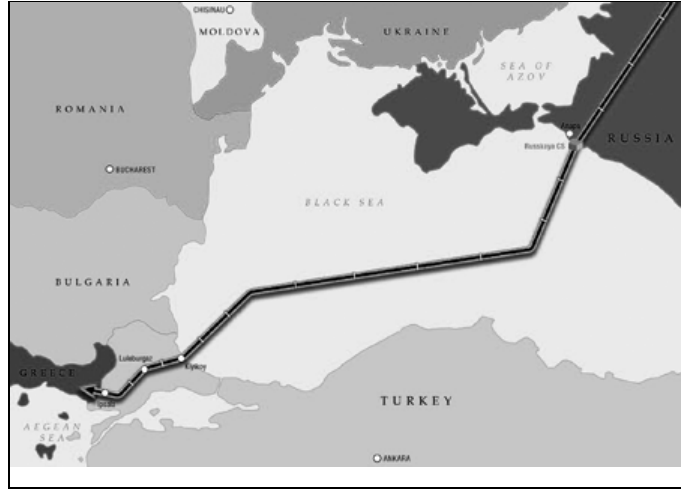 CHISINAU
MOLDOVA
UKRAINE
SEA OF
AZOV
ROMANIA
Anapa
RUSSIA
Russkaya CS
BUCHAREST
BLACK SEA
BULGARIA
Luleburgaz
Kiyikoy
GREECE
Ipsala
TURKEY
AEGEAN
SEA
ANKARA